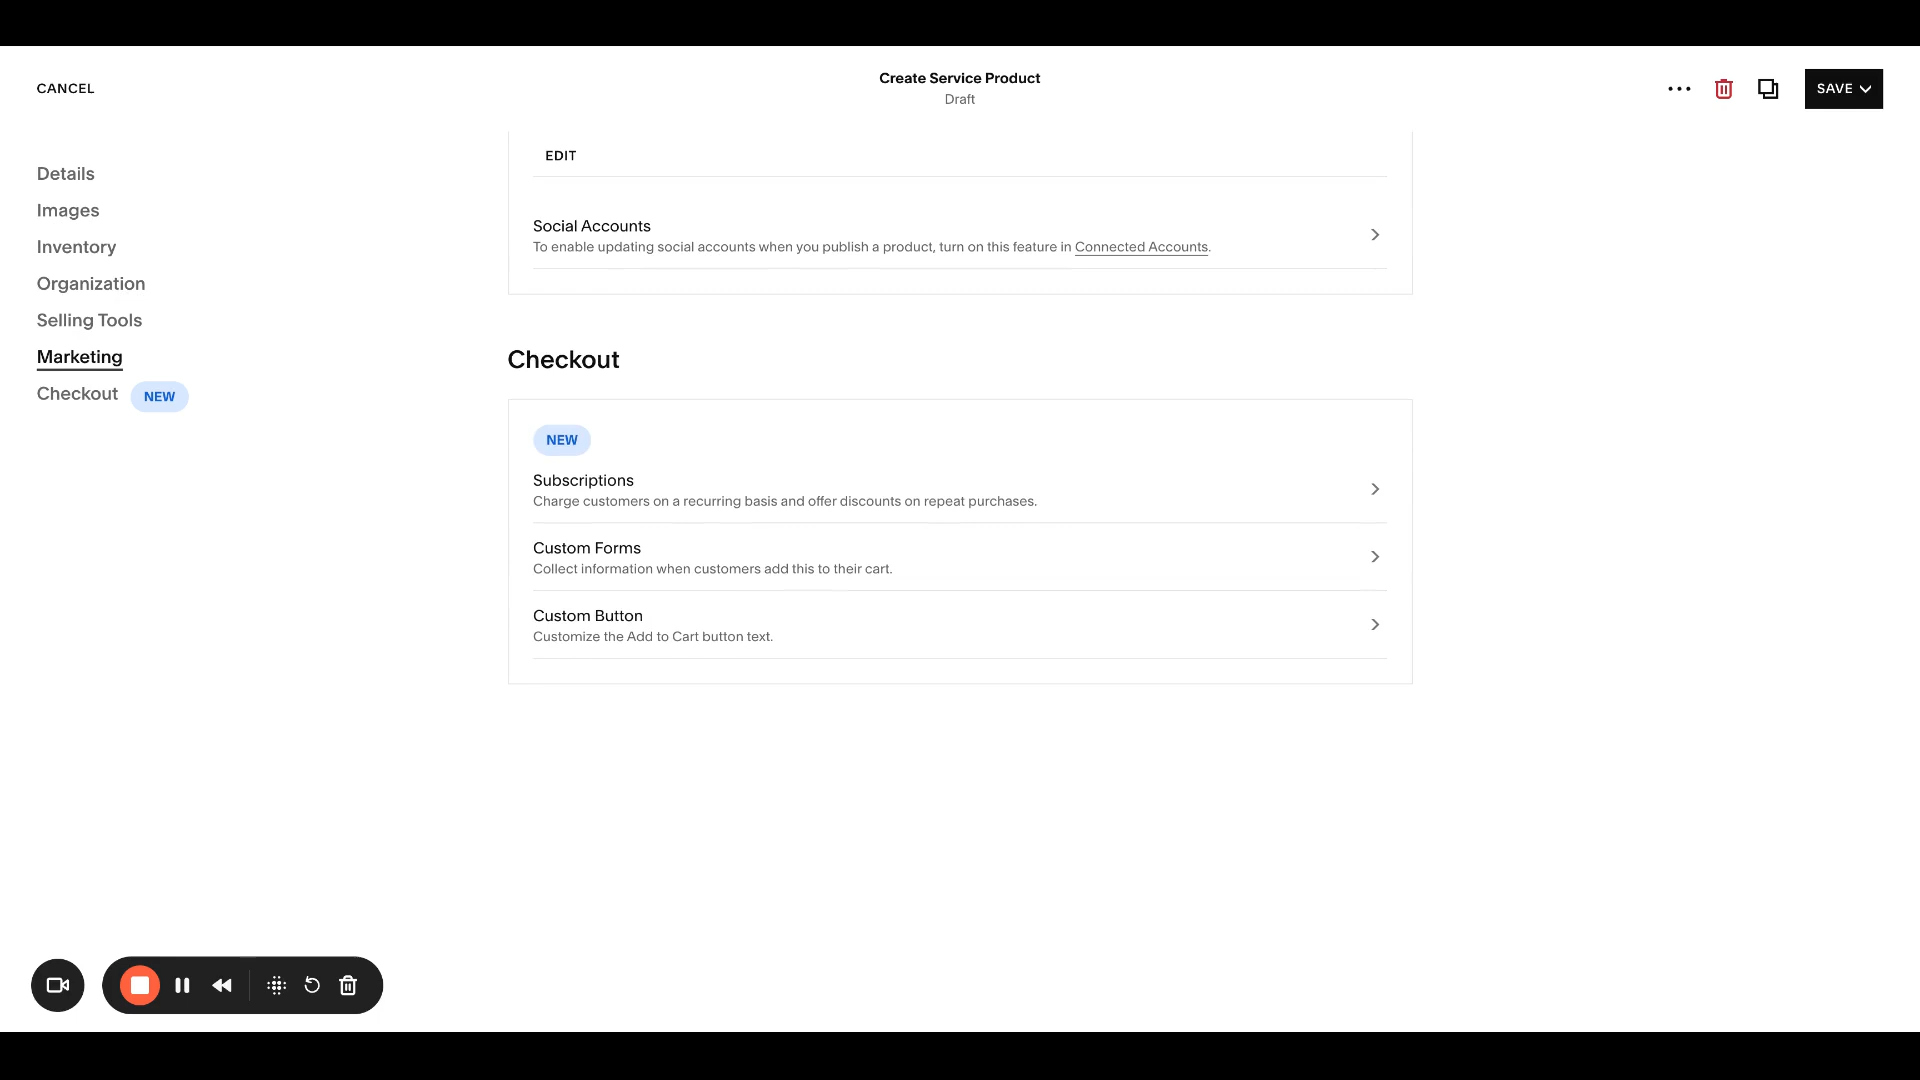 CANCEL
Create Service Product
Draft
SAVE
Details
Images
Inventory
Organization
Selling Tools
Marketing
Checkout NEW
EDIT
Social Accounts
To enable updating social accounts when you publish a product, turn on this feature in Connected Accounts.
Checkout
NEW
Subscriptions
Charge customers on a recurring basis and offer discounts on repeat purchases.
Custom Forms
Collect information when customers add this to their cart.
Custom Button
Customize the Add to Cart button text.